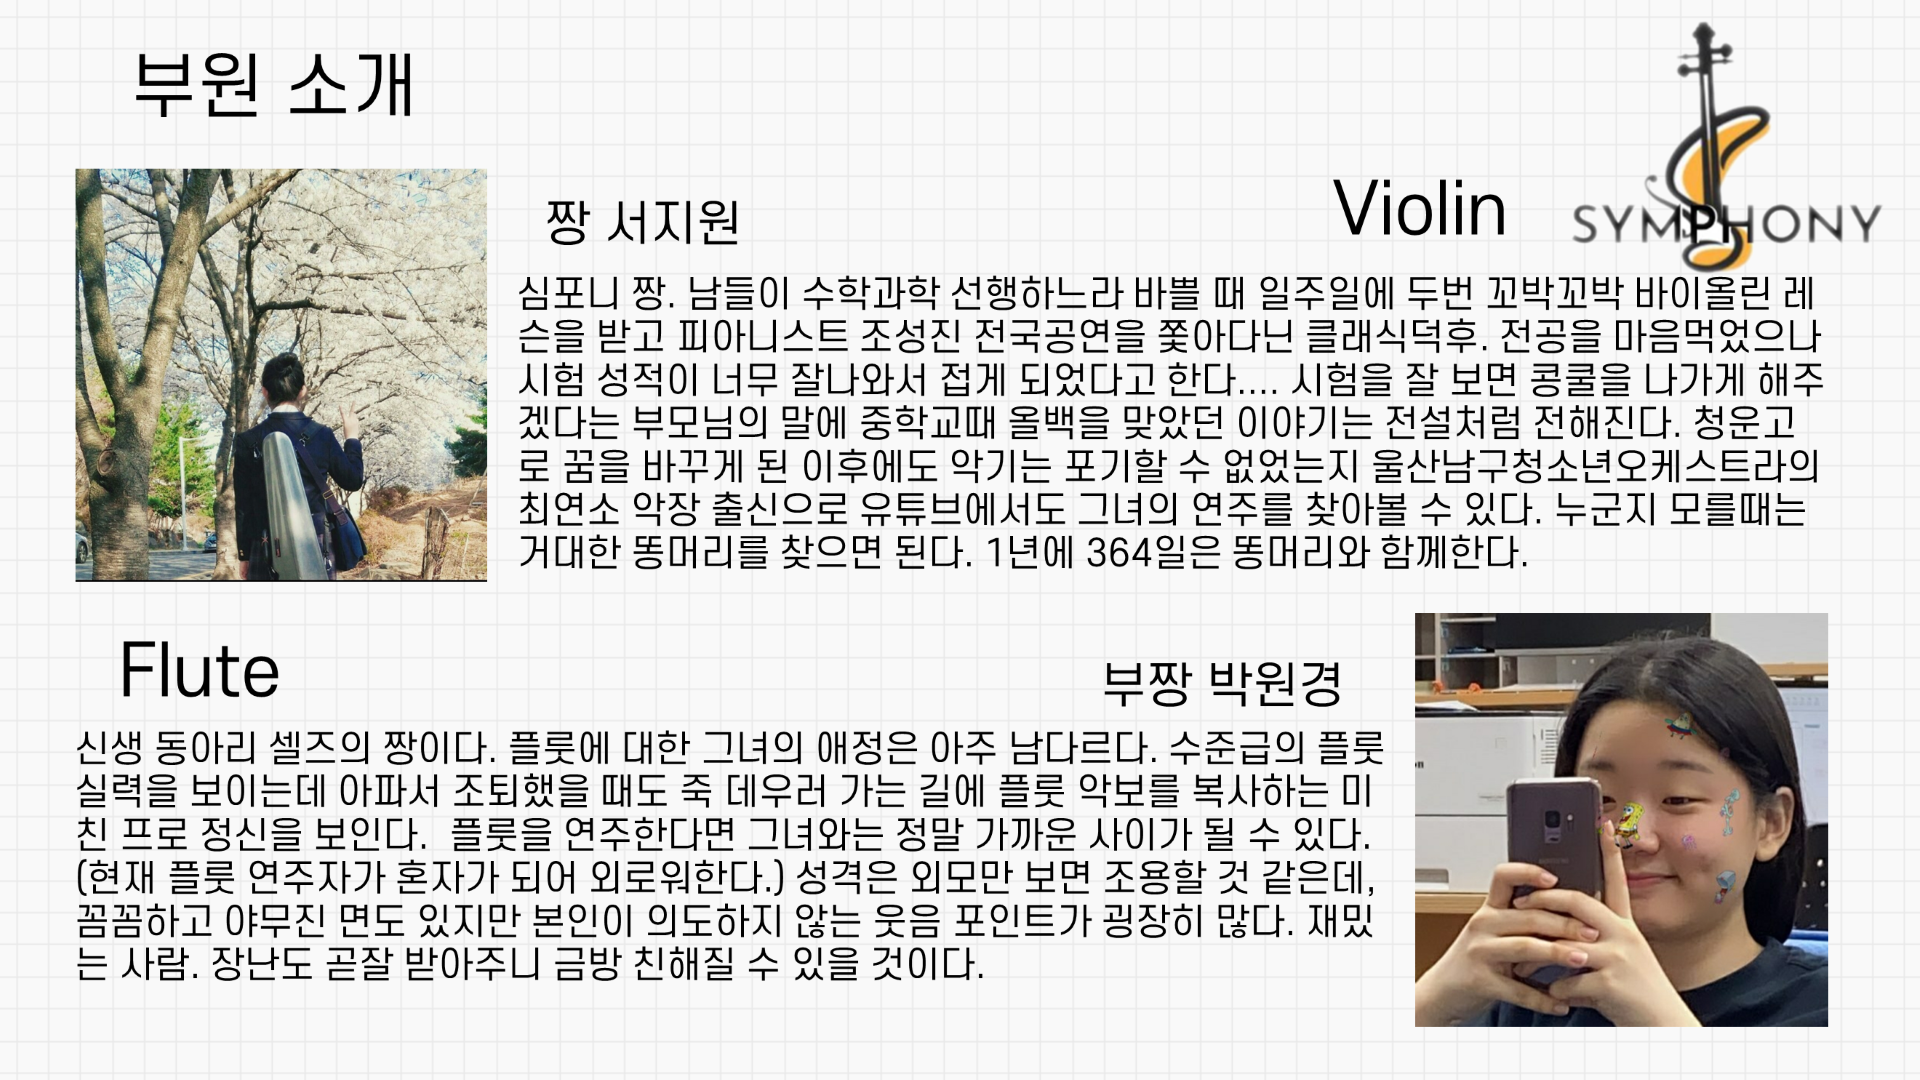 부원 소개
SYMPHONY
짱 서지원
Violin
심포니 짱. 남들이 수학과학 선행하느라 바쁠 때 일주일에 두번 꼬박꼬박 바이올린 레
슨을 받고 피아니스트 조성진 전국공연을 쫓아다닌 클래식덕후. 전공을 마음먹었으나
시험 성적이 너무 잘나와서 접게 되었다고 한다.... 시험을 잘 보면 콩쿨을 나가게 해주
겠다는 부모님의 말에 중학교때 올백을 맞았던 이야기는 전설처럼 전해진다. 청운고
로 꿈을 바꾸게 된 이후에도 악기는 포기할 수 없었는지 울산남구청소년오케스트라의
최연소 악장 출신으로 유튜브에서도 그녀의 연주를 찾아볼 수 있다. 누군지 모를때는
거대한 똥머리를 찾으면 된다. 1년에 364일은 똥머리와 함께한다.
Flute
부짱 박원경
신생 동아리 셀즈의 짱이다. 플룻에 대한 그녀의 애정은 아주 남다르다. 수준급의 플룻
실력을 보이는데 아파서 조퇴했을 때도 죽 데우러 가는 길에 플룻 악보를 복사하는 미
친 프로 정신을 보인다.  플룻을 연주한다면 그녀와는 정말 가까운 사이가 될 수 있다.
(현재 플룻 연주자가 혼자가 되어 외로워한다.) 성격은 외모만 보면 조용할 것 같은데,
꼼꼼하고 야무진 면도 있지만 본인이 의도하지 않는 웃음 포인트가 굉장히 많다. 재밌
는 사람. 장난도 곧잘 받아주니 금방 친해질 수 있을 것이다.